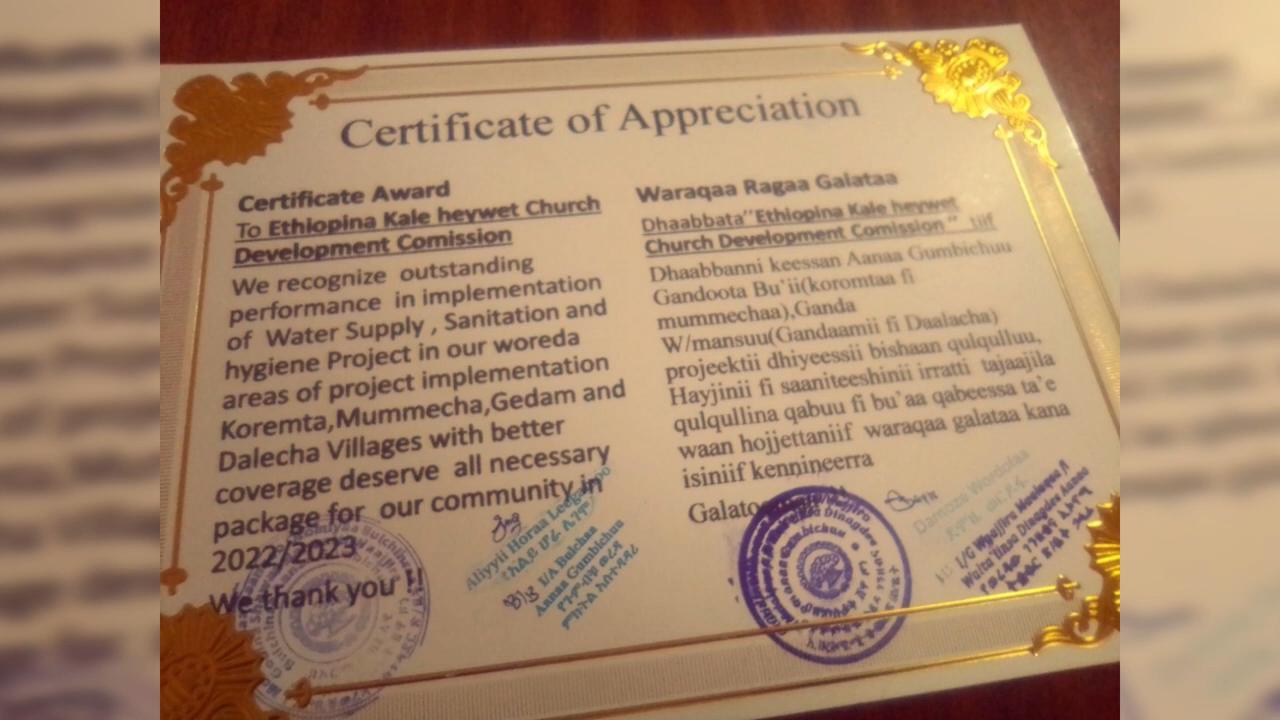 Certificate of Appreciation
Certificate Award
To Ethiopina Kale heywet Church
Development Comission
We recognize outstanding
performance in implementation
of Water Supply , Sanitation and
hygiene Project in our woreda
areas of project implementation
Koremta,Mummecha,Gedam and
Dalecha Villages with better
coverage deserve all necessary
package for our community in
2022/2023
We thank you !!
Waraqaa Ragaa Galataa
Dhaabbata"Ethiopina Kale heywet
Church Development Comission" tiif
Dhaabbanni keessan Aanaa Gumbichuu
Gandoota Bu'ii(koromtaa fi
mummechaa),Ganda
W/mansuu(Gandaamii fi Daalacha)
projeektii dhiyeessii bishaan qulqulluu,
Hayjinii fi saaniteeshinii irratti tajaajila
qulqullina qabuu fi bu'aa qabeessa ta'e
waan hojjettaniif waraqaa galataa kana
isiniif kennineerra
Aliyyii Horaa
I/A Bulchaa
Aanaa Gumbichuu